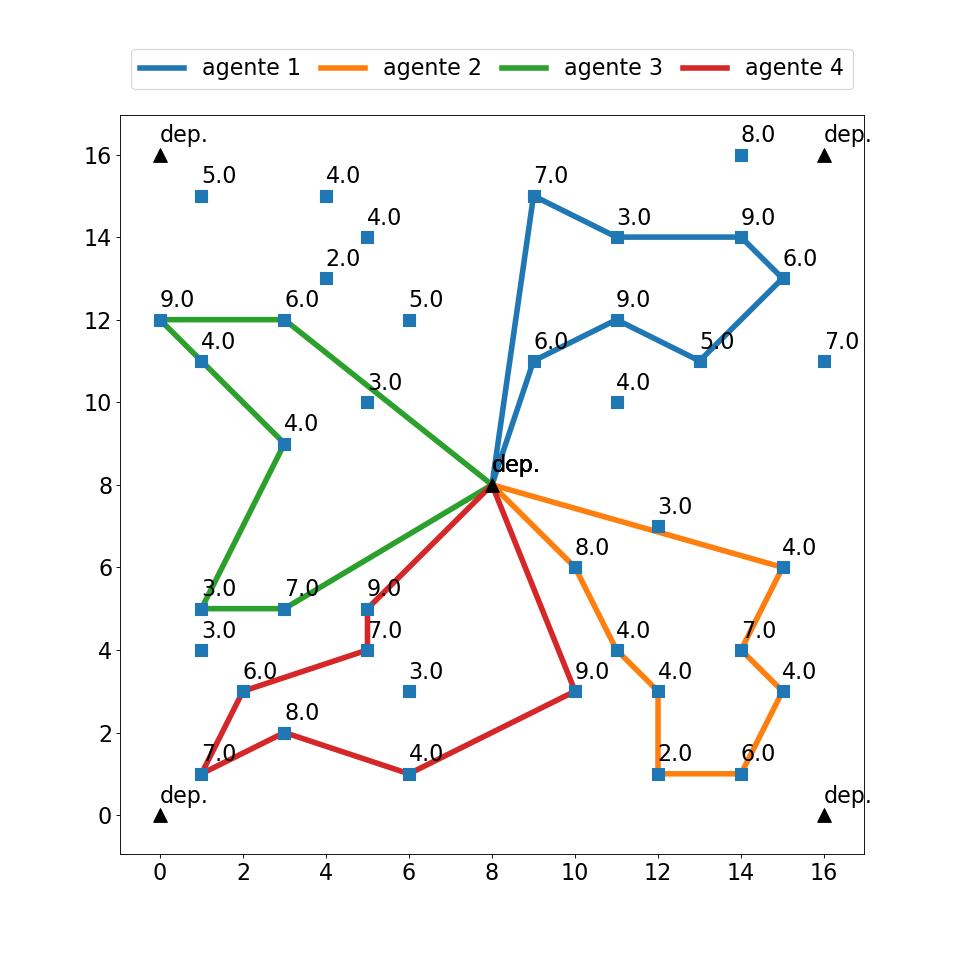 agente 1 agente 2 agente 3 agente 4
dep. 8.0 dep.
16
5.0 4.0 7.0
4.0 3.0 9.0
14
2.0 6.0
9.0 6.0 5.0 9.0
12
4.0 6.0 5.0 7.0
3.0 4.0
10
4.0
dep.
8
3.0
8.0 4.0
6
3.0 7.0 9.0
3.0 7.0 4.0 7.0
4
6.0 3.0 9.0 4.0 4.0
8.0
2
7.0 4.0 2.0 6.0
dep. dep.
0
0 2 4 6 8 10 12 14 16